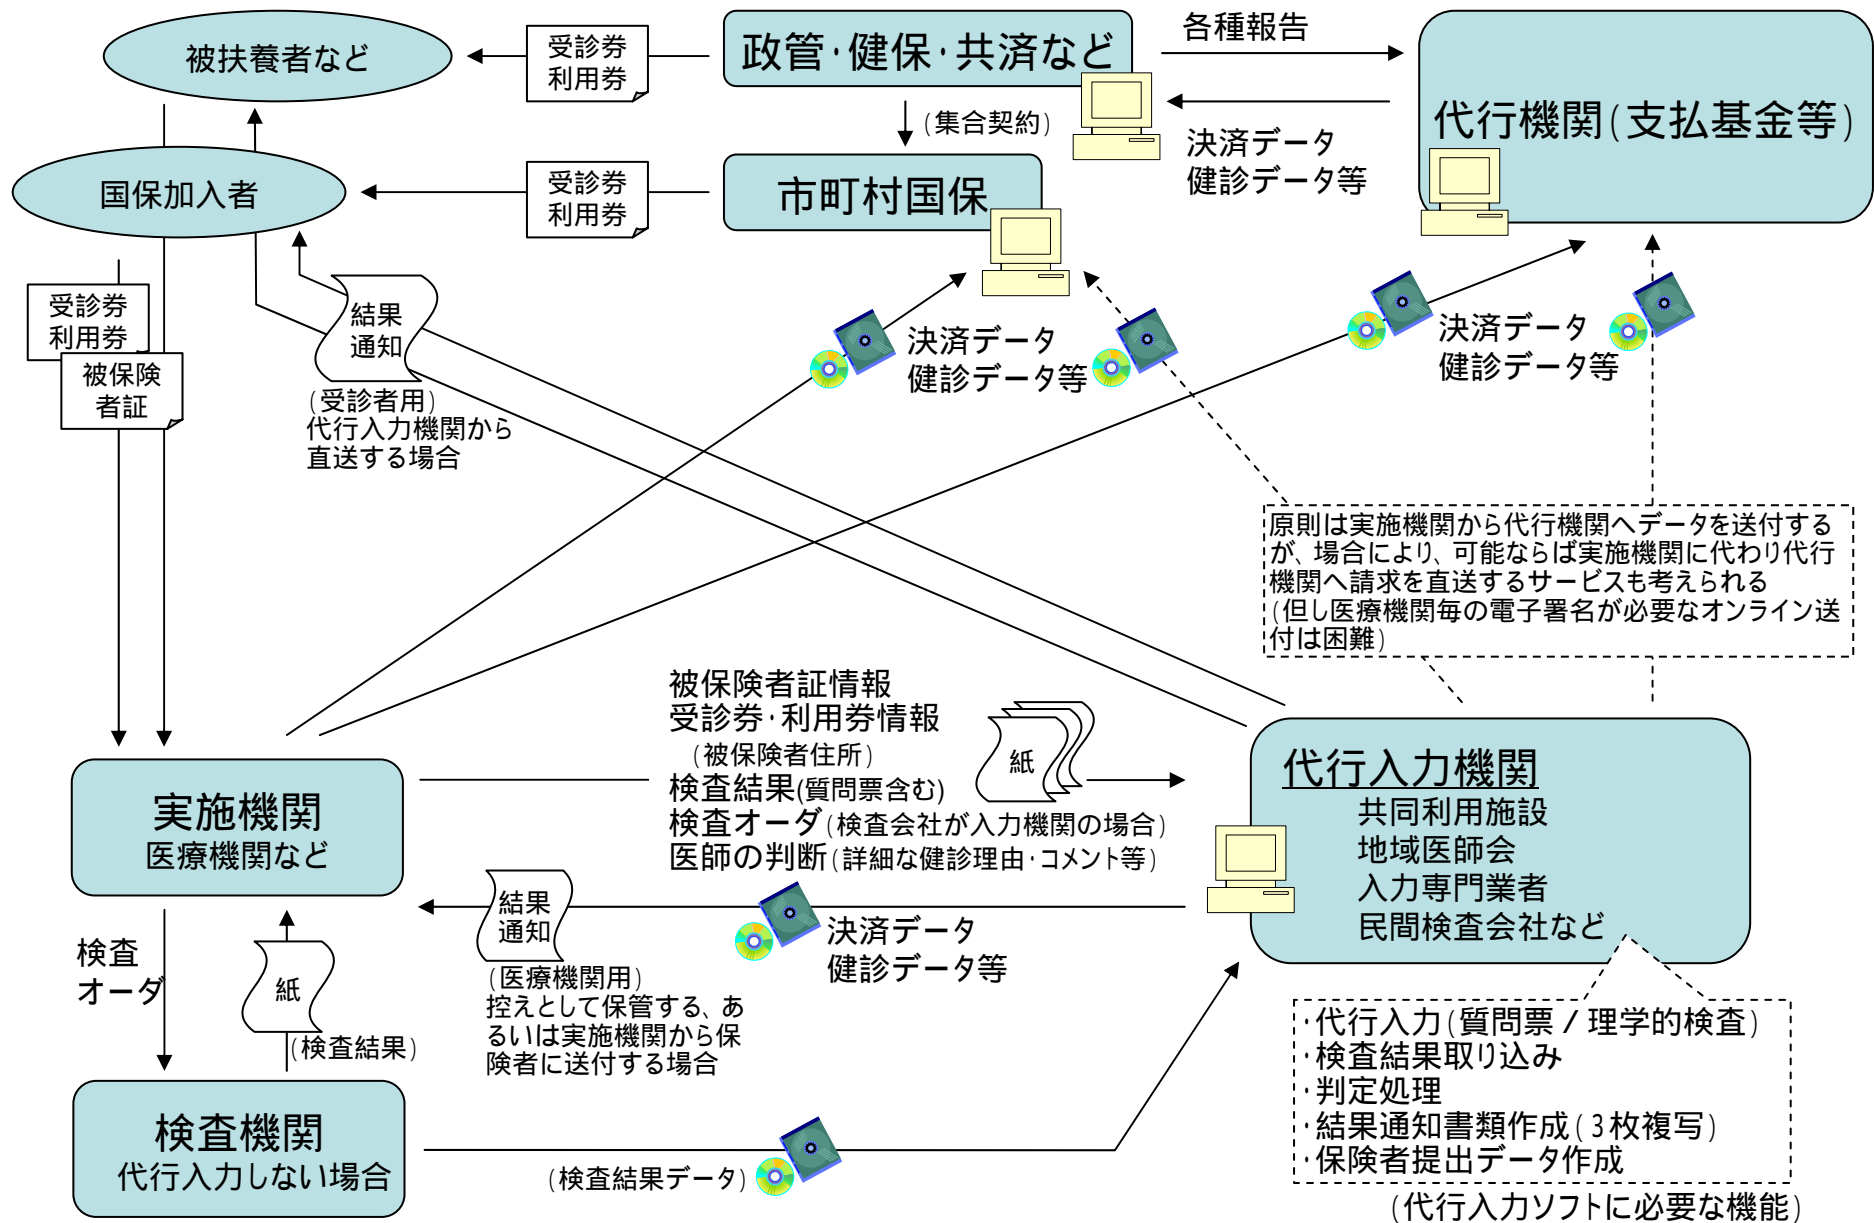 被扶養者など
受診券
利用券
政管・健保・共済など
各種報告
代行機関(支払基金等)
(集合契約)
決済データ
健診データ等
国保加入者
受診券
利用券
市町村国保
受診券
利用券
被保険
者証
結果
通知
(受診者用)
代行入力機関から
直送する場合
決済データ
健診データ等
決済データ
健診データ等
原則は実施機関から代行機関へデータを送付する
が、場合により、可能ならば実施機関に代わり代行
機関へ請求を直送するサービスも考えられる
(但し医療機関毎の電子署名が必要なオンライン送
付は困難)
被保険者証情報
受診券・利用券情報
(被保険者住所)
検査結果(質問票含む)
検査オーダ(検査会社が入力機関の場合)
医師の判断(詳細な健診理由・コメント等)
紙
実施機関
医療機関など
代行入力機関
共同利用施設
地域医師会
入力専門業者
民間検査会社など
結果
通知
(医療機関用)
控えとして保管する、あ
るいは実施機関から保
険者に送付する場合
決済データ
健診データ等
検査
オーダ
紙
(検査結果)
・代行入力(質問票/理学的検査)
・検査結果取り込み
・判定処理
・結果通知書類作成(3枚複写)
・保険者提出データ作成
(代行入力ソフトに必要な機能)
検査機関
代行入力しない場合
(検査結果データ)